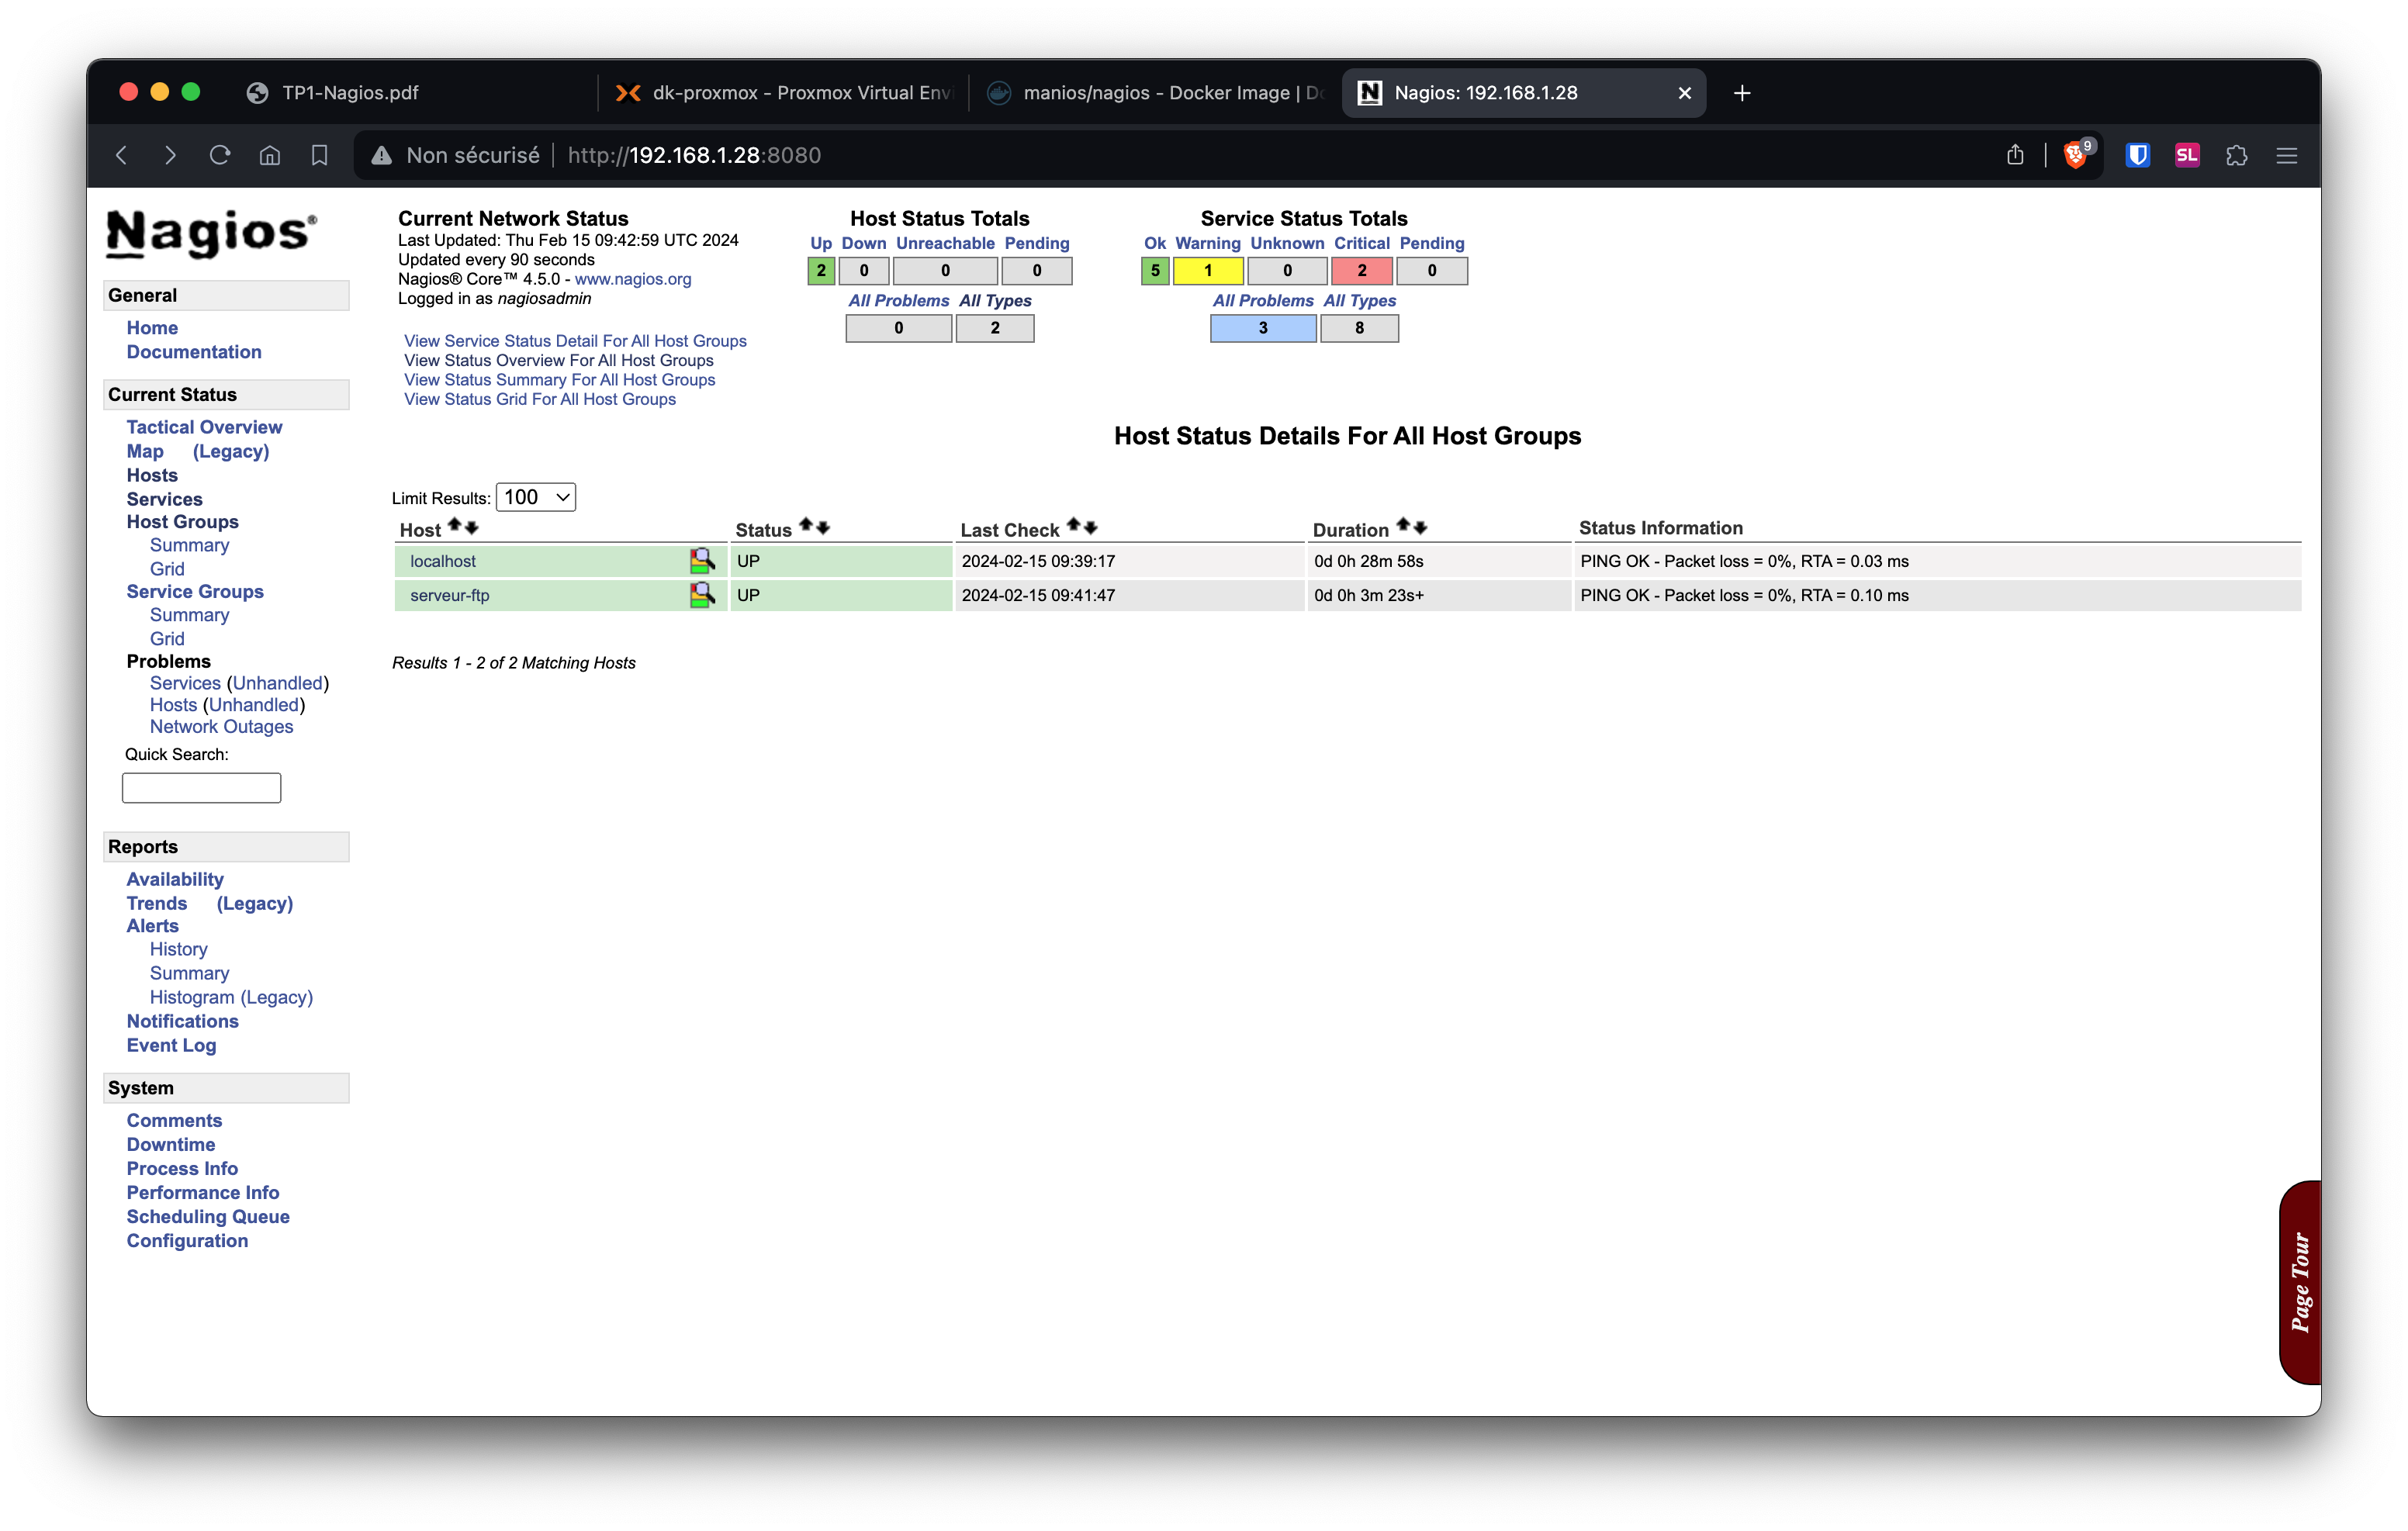 TP1-Nagios.pdf
dk-proxmox - Proxmox Virtual Envi
manios/nagios - Docker Image | Do
N Nagios: 192.168.1.28
Non sécurisé http://192.168.1.28:8080
9
SL
Nagios®
General
Home
Documentation
Current Status
Tactical Overview
Map (Legacy)
Hosts
Services
Host Groups
Summary
Grid
Service Groups
Summary
Grid
Problems
Services (Unhandled)
Hosts (Unhandled)
Network Outages
Quick Search:
Reports
Availability
Trends (Legacy)
Alerts
History
Summary
Histogram (Legacy)
Notifications
Event Log
System
Comments
Downtime
Process Info
Performance Info
Scheduling Queue
Configuration
Current Network Status
Last Updated: Thu Feb 15 09:42:59 UTC 2024
Updated every 90 seconds
Nagios® Core™ 4.5.0 - www.nagios.org
Logged in as nagiosadmin
View Service Status Detail For All Host Groups
View Status Overview For All Host Groups
View Status Summary For All Host Groups
View Status Grid For All Host Groups
Host Status Totals
Up Down Unreachable Pending
2 0 0 0
All Problems All Types
0 2
Service Status Totals
Ok Warning Unknown Critical Pending
5 1 0 2 0
All Problems All Types
3 8
Host Status Details For All Host Groups
Limit Results: 100
Host Status Last Check Duration Status Information
localhost UP 2024-02-15 09:39:17 0d 0h 28m 58s PING OK - Packet loss = 0%, RTA = 0.03 ms
serveur-ftp UP 2024-02-15 09:41:47 0d 0h 3m 23s+ PING OK - Packet loss = 0%, RTA = 0.10 ms
Results 1 - 2 of 2 Matching Hosts
Page Tour